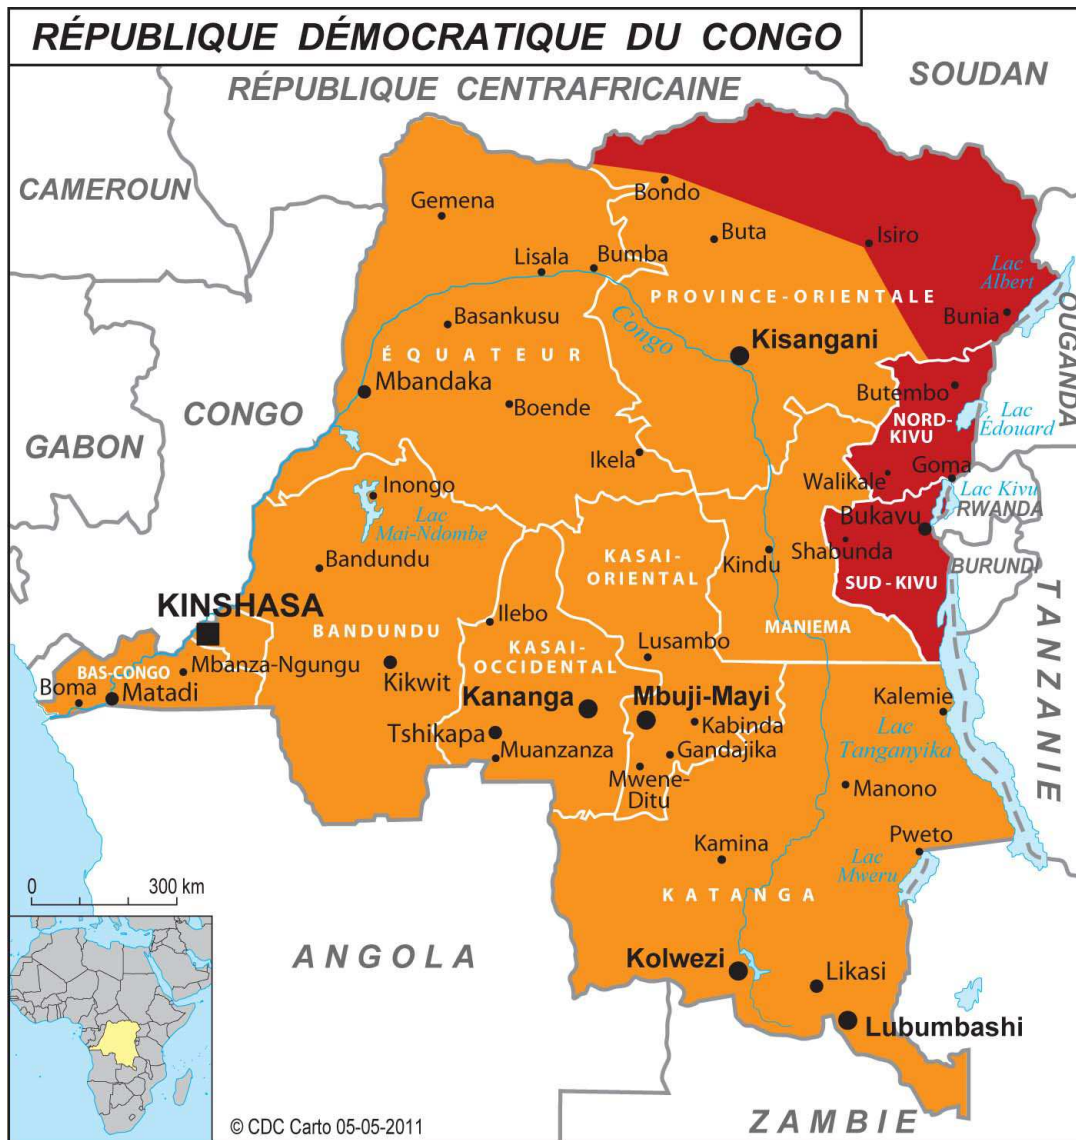 RÉPUBLIQUE DÉMOCRATIQUE DU CONGO
SOUDAN
RÉPUBLIQUE CENTRAFRICAINE
CAMEROUN
Bondo
Gemena
Buta
Isiro
Lisala
Bumba
Lac
Albert
PROVINCE-ORIENTALE
OUGANDA
Basankusu
Congo
Bunia
Kisangani
ÉQUATEUR
Mbandaka
Butembo
Boende
CONGO
NORD-
KIVU
Lac
Édouard
GABON
Ikela
Goma
Walikale
Inongo
Lac Kivu
RWANDA
Lac
Mai-Ndombe
Bukavu
KASAI-
ORIENTAL
Kindu
Shabunda
Bandundu
BURUNDI
SUD-KIVU
TANZANIE
KINSHASA
Ilebo
BANDUNDU
MANIEMA
KASAI-
OCCIDENTAL
Lusambo
Mbanza-Ngungu
BAS-CONGO
Boma
Matadi
Kikwit
Kananga
Mbuji-Mayi
Kalemie
Kabinda
Tshikapa
Lac
Tanganyika
Muanzanza
Gandajika
Mwene-
Ditu
Manono
Kamina
Pweto
Lac
Mweru
0 300 km
KATANGA
ANGOLA
Kolwezi
Likasi
Lubumbashi
ZAMBIE
© CDC Carto 05-05-2011